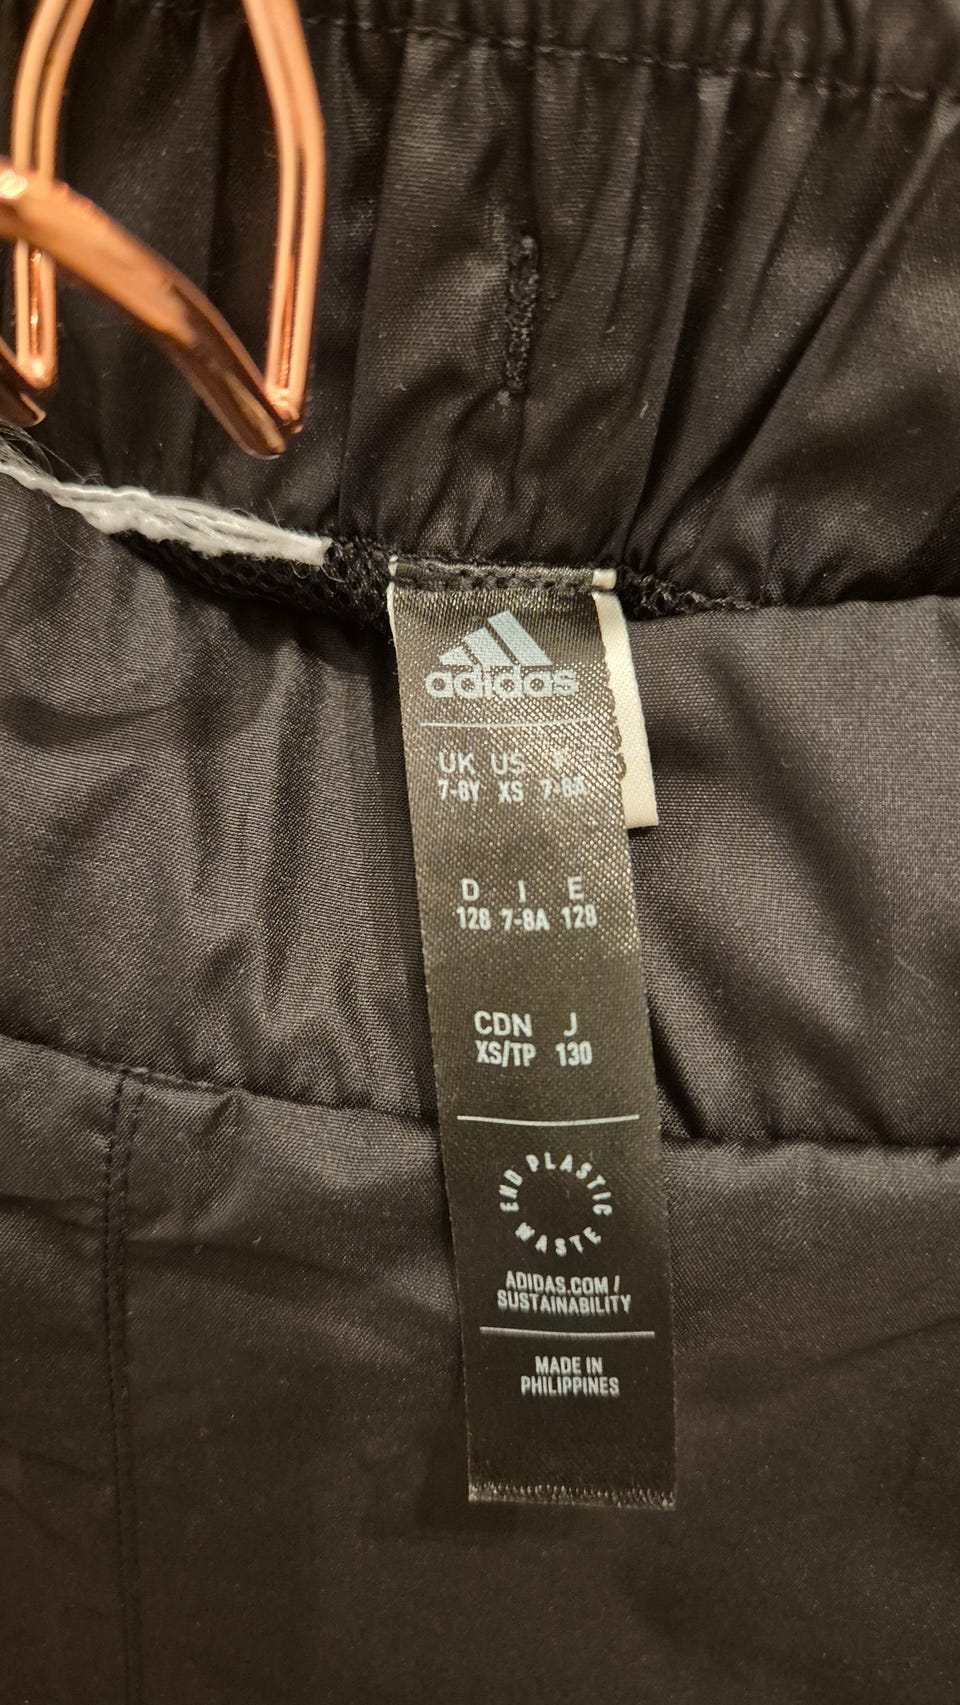 adidas
UK US F
7-8Y XS 7-8A
D I E
128 7-8A 128
CDN J
XS/TP 130
END PLASTIC WASTE
ADIDAS.COM /
SUSTAINABILITY
MADE IN
PHILIPPINES